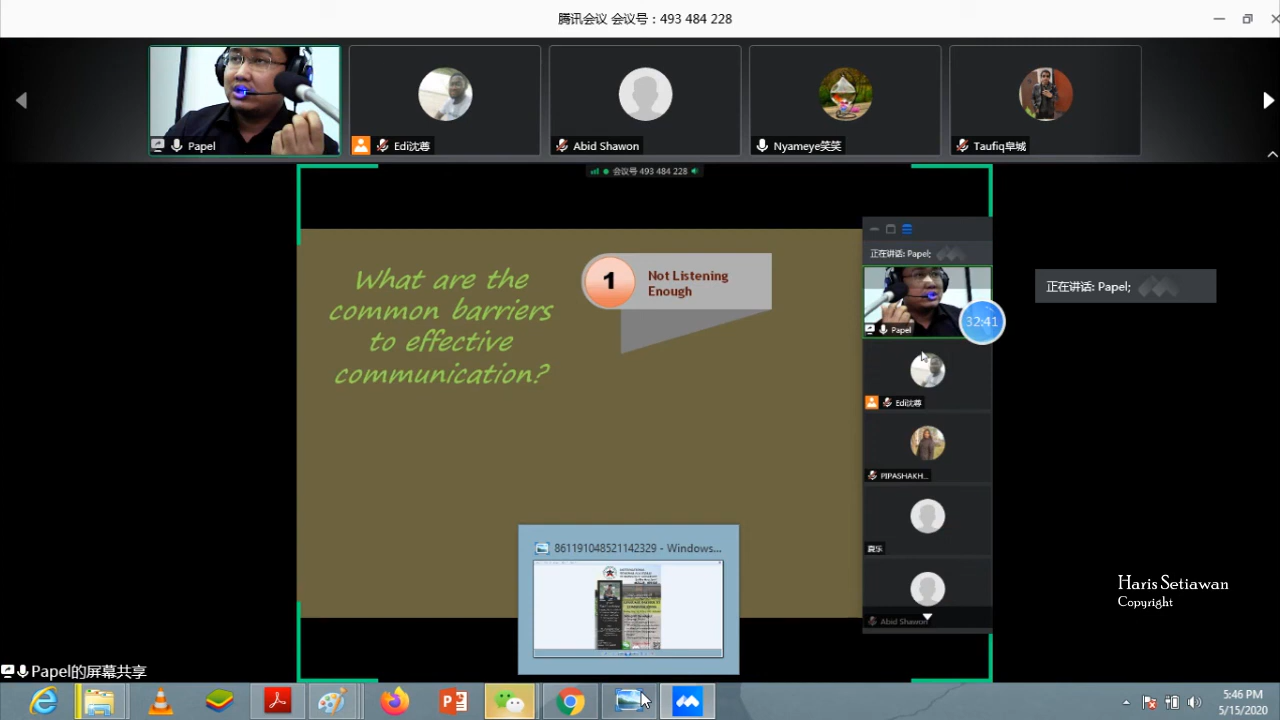 腾讯会议 会议号：493 484 228
Papel
Edi沈尊
Abid Shawon
Nyameye笑笑
Taufiq阜城
会议号 493 484 228
What are the
common barriers
to effective
communication?
1
Not Listening
Enough
正在讲话: Papel;
Papel
32:41
Edi沈尊
PIPASHAKH...
袁乐
Abid Shawon
正在讲话: Papel;
861191048521142329 - Windows...
Haris Setiawan
Copyright
Papel的屏幕共享
5:46 PM
5/15/2020